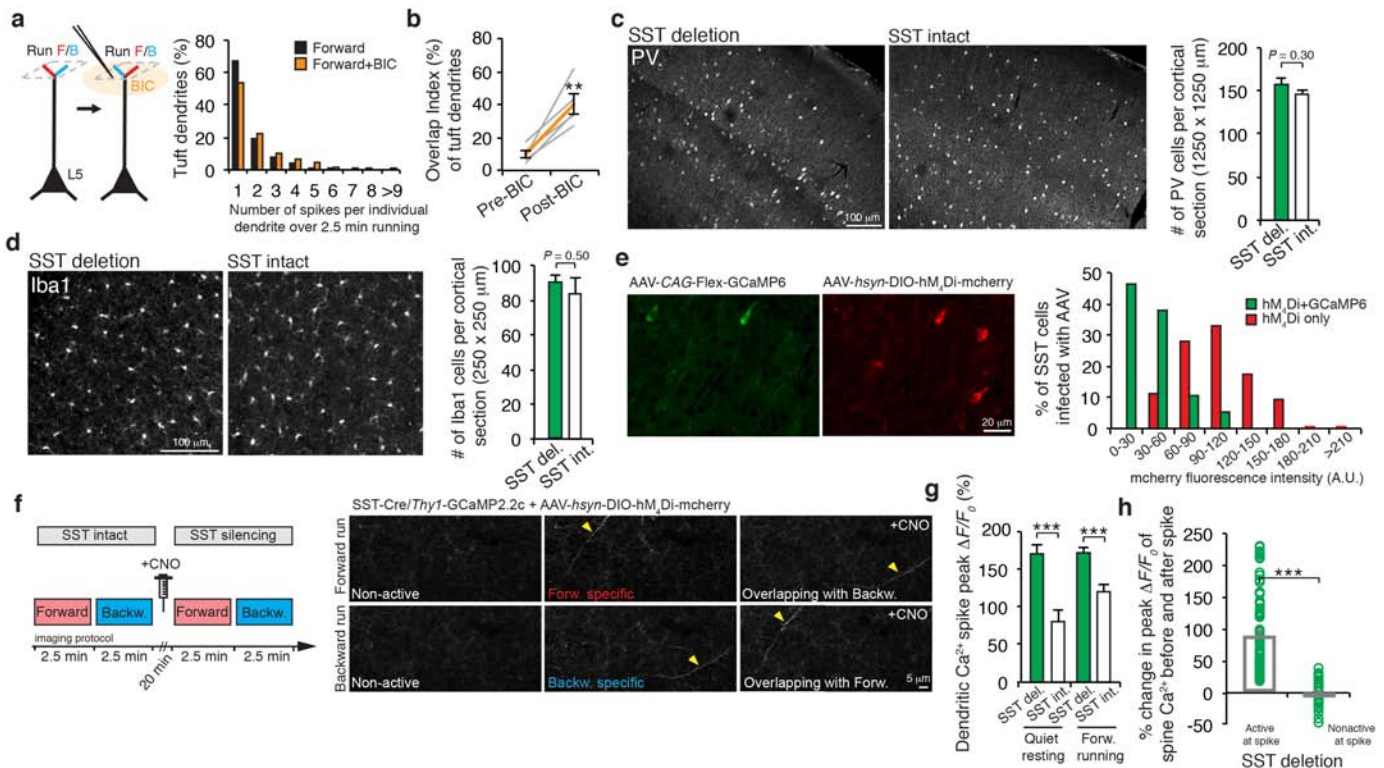 a
Run F/B
Run F/B
BIC
L5
Tuft dendrites (%)
80
60
40
20
0
Forward
Forward+BIC
1 2 3 4 5 6 7 8 >9
Number of spikes per individual
dendrite over 2.5 min running
b
Overlap Index (%)
of tuft dendrites
80
60
40
20
0
**
Pre-BIC
Post-BIC
c
SST deletion
PV
100 µm
SST intact
# of PV cells per cortical
section (1250 x 1250 µm)
200
150
100
50
0
P = 0.30
SST del.
SST int.
d
SST deletion
Iba1
100 µm
SST intact
# of Iba1 cells per cortical
section (250 x 250 µm)
100
80
60
40
20
0
P = 0.50
SST del.
SST int.
e
AAV-CAG-Flex-GCaMP6
AAV-hsyn-DIO-hM4Di-mcherry
20 µm
% of SST cells
infected with AAV
50
40
30
20
10
0
hM4Di+GCaMP6
hM4Di only
0-30
30-60
60-90
90-120
120-150
150-180
180-210
>210
mcherry fluorescence intensity (A.U.)
f
SST intact
SST silencing
+CNO
Forward
Backw.
Forward
Backw.
imaging protocol
2.5 min
2.5 min
20 min
2.5 min
2.5 min
SST-Cre/Thy1-GCaMP2.2c + AAV-hsyn-DIO-hM4Di-mcherry
Forward run
Non-active
Forw. specific
+CNO
Overlapping with Backw.
Backward run
Non-active
Backw. specific
+CNO
Overlapping with Forw.
5 µm
g
Dendritic Ca2+ spike peak ΔF/F0 (%)
200
150
100
50
0
***
***
SST del.
SST int.
SST del.
SST int.
Quiet
resting
Forw.
running
h
% change in peak ΔF/F0 of
spine Ca2+ before and after spike
250
200
150
100
50
0
-50
***
Active
at spike
Nonactive
at spike
SST deletion